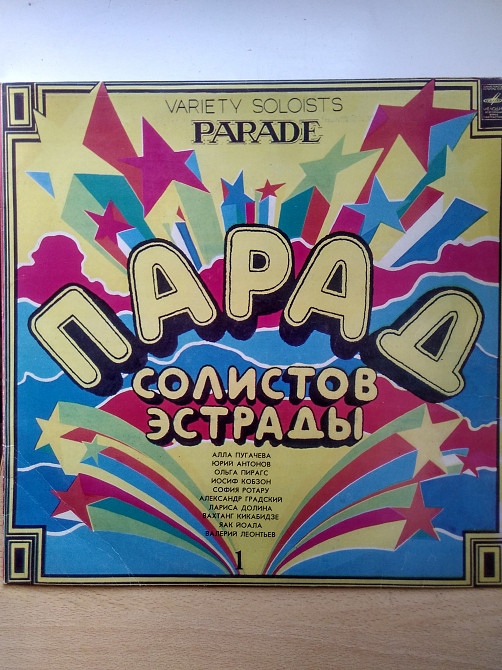 VARIETY SOLOISTS
PARADE
ПАРАД
СОЛИСТОВ
ЭСТРАДЫ
АЛЛА ПУГАЧЕВА
ЮРИЙ АНТОНОВ
ОЛЬГА ПИРАГС
ИОСИФ КОБЗОН
СОФИЯ РОТАРУ
АЛЕКСАНДР ГРАДСКИЙ
ЛАРИСА ДОЛИНА
ВАХТАНГ КИКАБИДЗЕ
ЯАК ЙОАЛА
ВАЛЕРИЙ ЛЕОНТЬЕВ
1